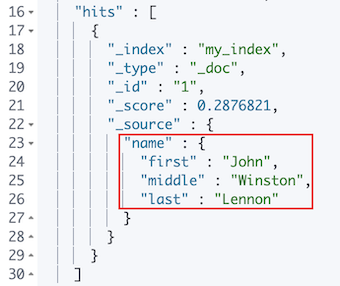 16 "hits" : [
17 {
18 "_index" : "my_index",
19 "_type" : "_doc",
20 "_id" : "1",
21 "_score" : 0.2876821,
22 "_source" : {
23 "name" : {
24 "first" : "John",
25 "middle" : "Winston",
26 "last" : "Lennon"
27 }
28 }
29 }
30 ]